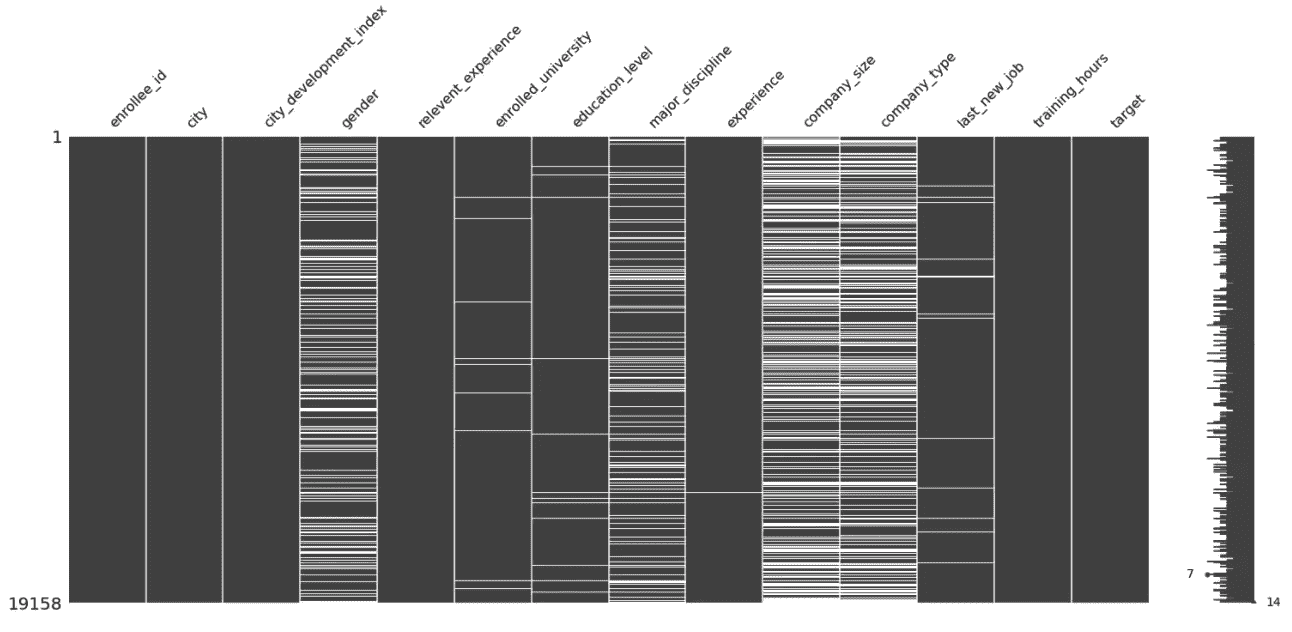 enrollee_id
city
city_development_index
gender
relevent_experience
enrolled_university
education_level
major_discipline
experience
company_size
company_type
last_new_job
training_hours
target
1
19158
7
14